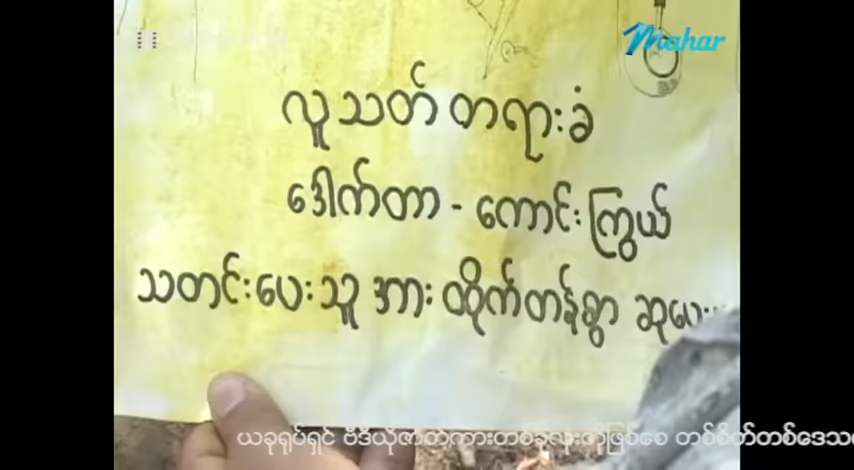 Mahar
လူသတ် တရားခံ
ဒေါက်တာ - ကောင်းကြွယ်
သတင်းပေးသူ အား ထိုက်တန်စွာ ဆုပေး
ယခုရုပ်ရှင် ဗီဒီယိုဇာတ်ကားတစ်ခုလုံးကိုဖြစ်စေ တစ်စိတ်တစ်ဒေသ